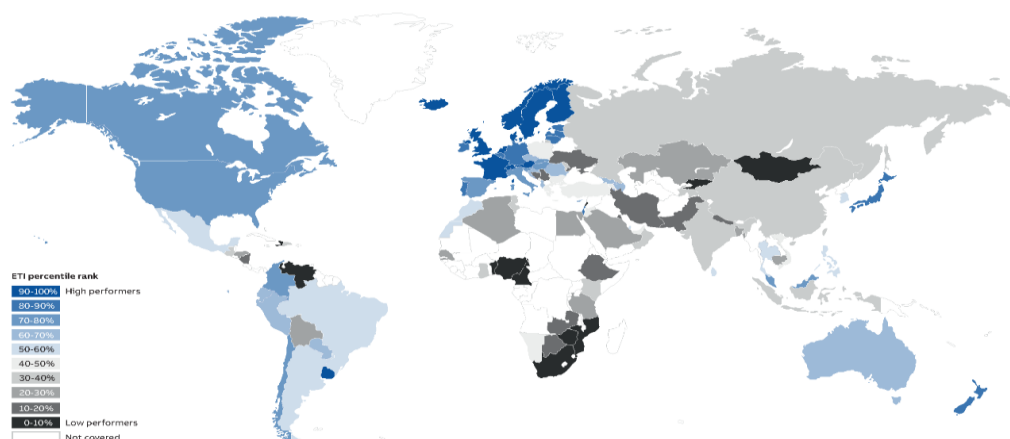 ETI percentile rank
90-100% High performers
80-90%
70-80%
60-70%
50-60%
40-50%
30-40%
20-30%
10-20%
0-10% Low performers
Not covered